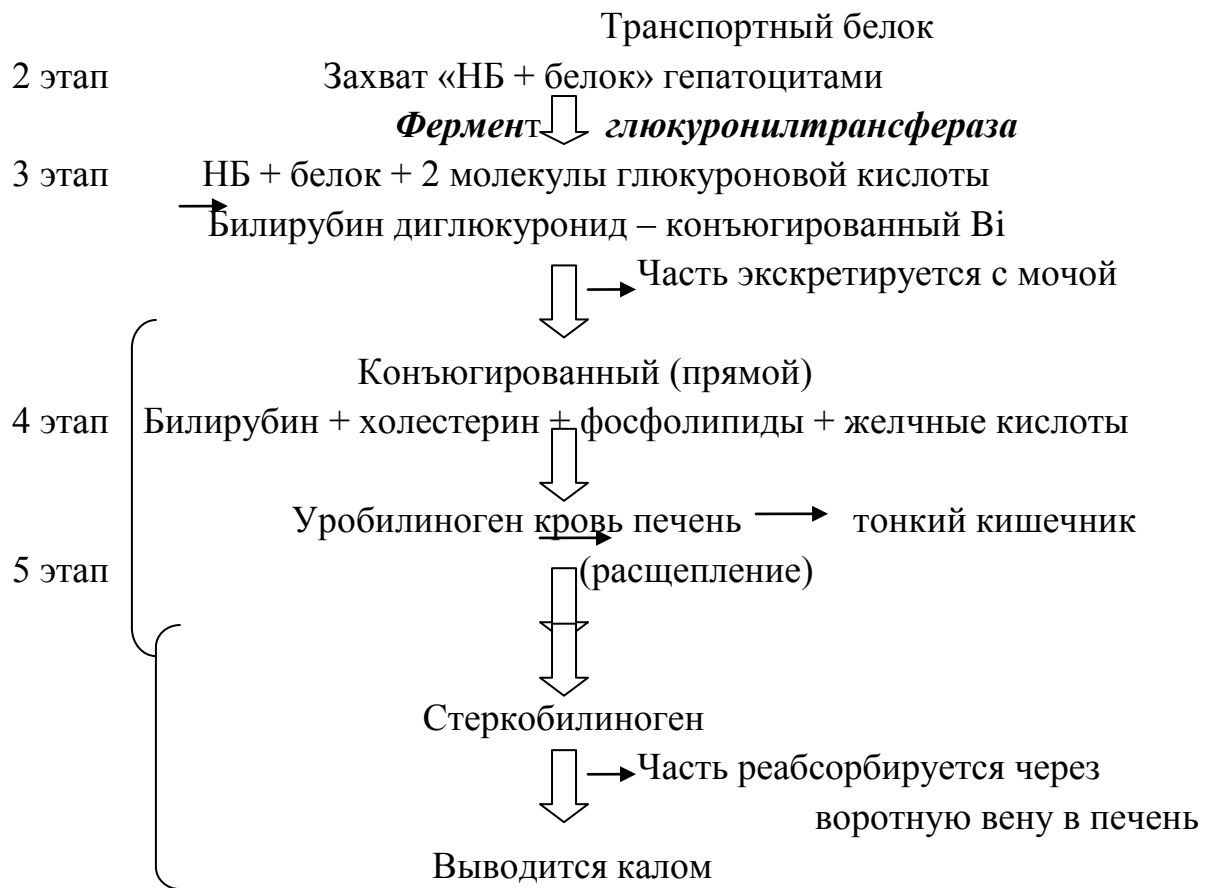 Транспортный белок
2 этап Захват «НБ + белок» гепатоцитами
Фермент глюкуронилтрансфераза
3 этап НБ + белок + 2 молекулы глюкуроновой кислоты
Билирубин диглюкуронид – конъюгированный Bi
Часть экскретируется с мочой
Конъюгированный (прямой)
4 этап Билирубин + холестерин + фосфолипиды + желчные кислоты
Уробилиноген кровь печень тонкий кишечник
5 этап (расщепление)
Стеркобилиноген
Часть реабсорбируется через
воротную вену в печень
Выводится калом